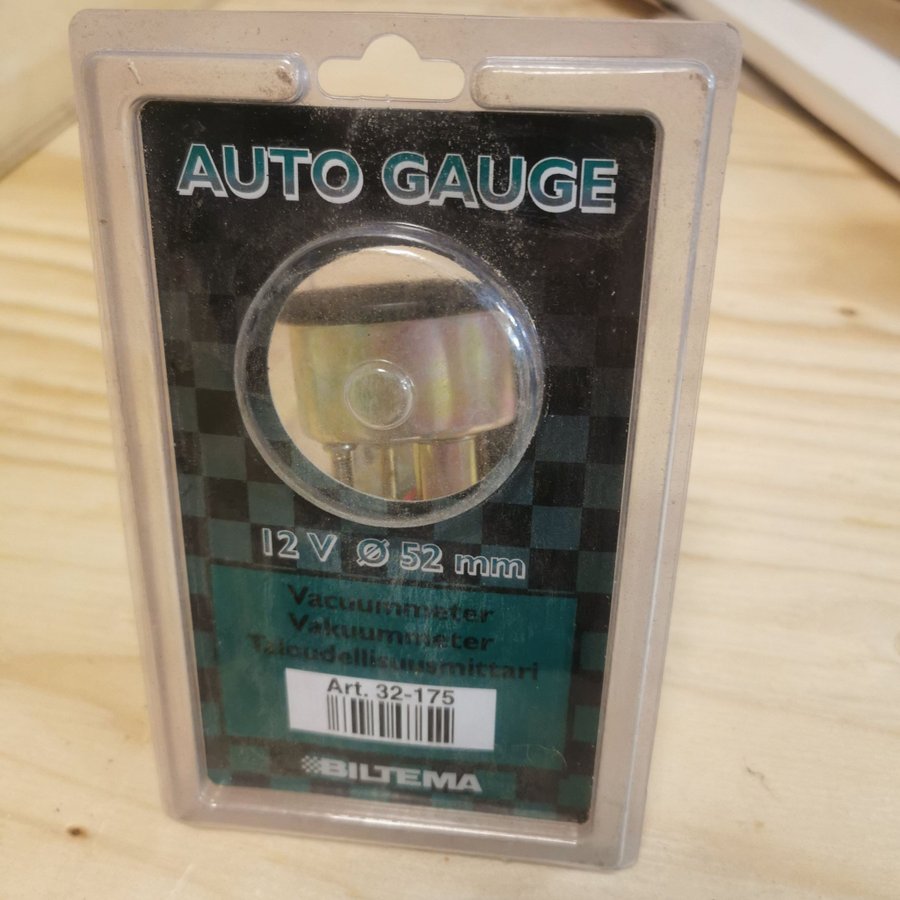 AUTO GAUGE
12 V Ø 52 mm
Vacuummeter
Vakuummeter
Taloudellisuusmittari
Art. 32-175
BILTEMA